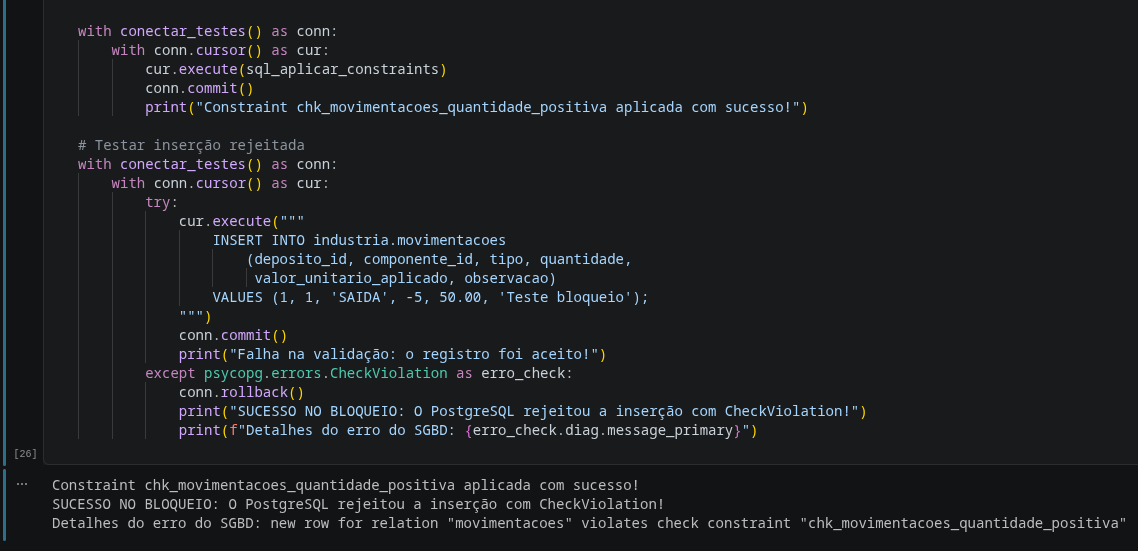 with conectar_testes() as conn:
    with conn.cursor() as cur:
        cur.execute(sql_aplicar_constraints)
        conn.commit()
        print("Constraint chk_movimentacoes_quantidade_positiva aplicada com sucesso!")

# Testar inserção rejeitada
with conectar_testes() as conn:
    with conn.cursor() as cur:
        try:
            cur.execute("""
                INSERT INTO industria.movimentacoes
                    (deposito_id, componente_id, tipo, quantidade,
                     valor_unitario_aplicado, observacao)
                VALUES (1, 1, 'SAIDA', -5, 50.00, 'Teste bloqueio');
            """)
            conn.commit()
            print("Falha na validação: o registro foi aceito!")
        except psycopg.errors.CheckViolation as erro_check:
            conn.rollback()
            print("SUCESSO NO BLOQUEIO: O PostgreSQL rejeitou a inserção com CheckViolation!")
            print(f"Detalhes do erro do SGBD: {erro_check.diag.message_primary}")
[26]
... Constraint chk_movimentacoes_quantidade_positiva aplicada com sucesso!
SUCESSO NO BLOQUEIO: O PostgreSQL rejeitou a inserção com CheckViolation!
Detalhes do erro do SGBD: new row for relation "movimentacoes" violates check constraint "chk_movimentacoes_quantidade_positiva"